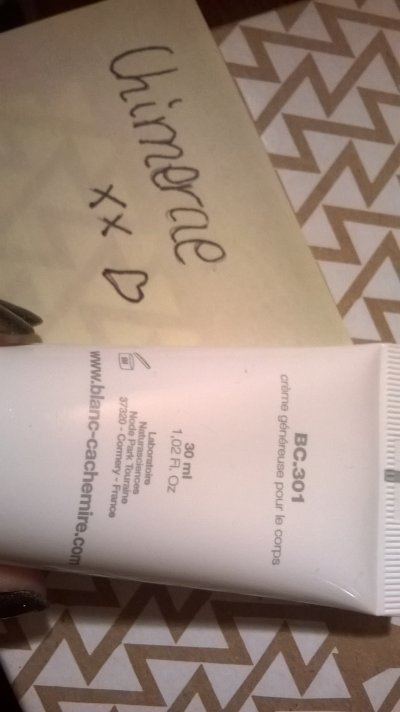 Chimerae
xx ♡
BC.301
crème généreuse pour le corps
30 ml
1,02 Fl. Oz
Laboratoire
Naturasciences
Node Park Touraine
37320 - Cormery - France
www.blanc-cachemire.com